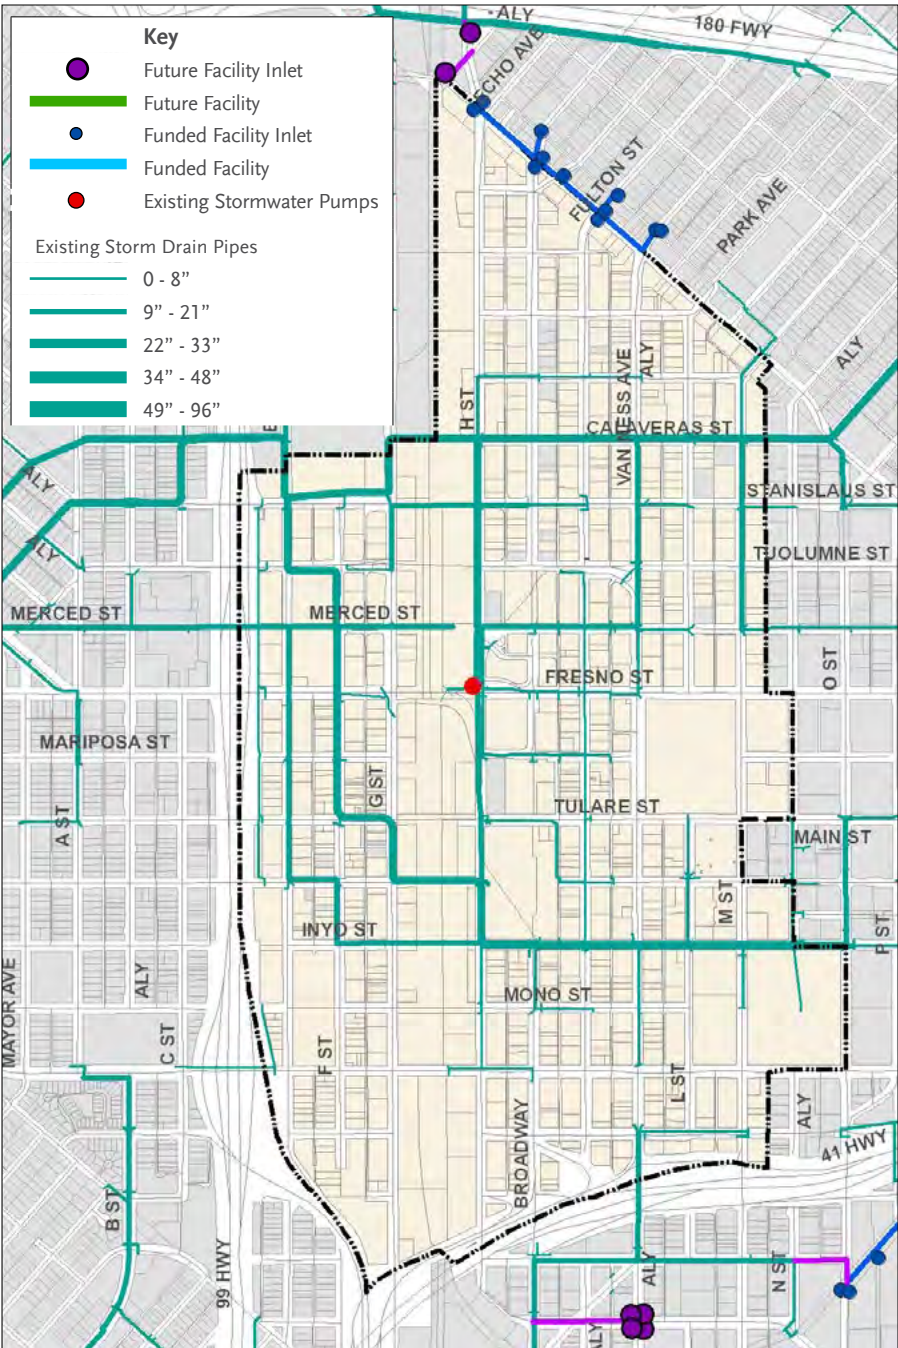 Key
Future Facility Inlet
Future Facility
Funded Facility Inlet
Funded Facility
Existing Stormwater Pumps
Existing Storm Drain Pipes
0 - 8”
9” - 21”
22” - 33”
34” - 48”
49” - 96”
ALY
180 FWY
ECHO AVE
FULTON ST
PARK AVE
ALY
ALY
VAN NESS AVE
H ST
CALAVERAS ST
ALY
STANISLAUS ST
ALY
TUOLUMNE ST
MERCED ST
MERCED ST
O ST
FRESNO ST
MARIPOSA ST
G ST
TULARE ST
A ST
MAIN ST
M ST
INYO ST
P ST
ALY
MONO ST
MAYOR AVE
C ST
F ST
L ST
ALY
BROADWAY
41 HWY
B ST
99 HWY
ALY
N ST
ALY